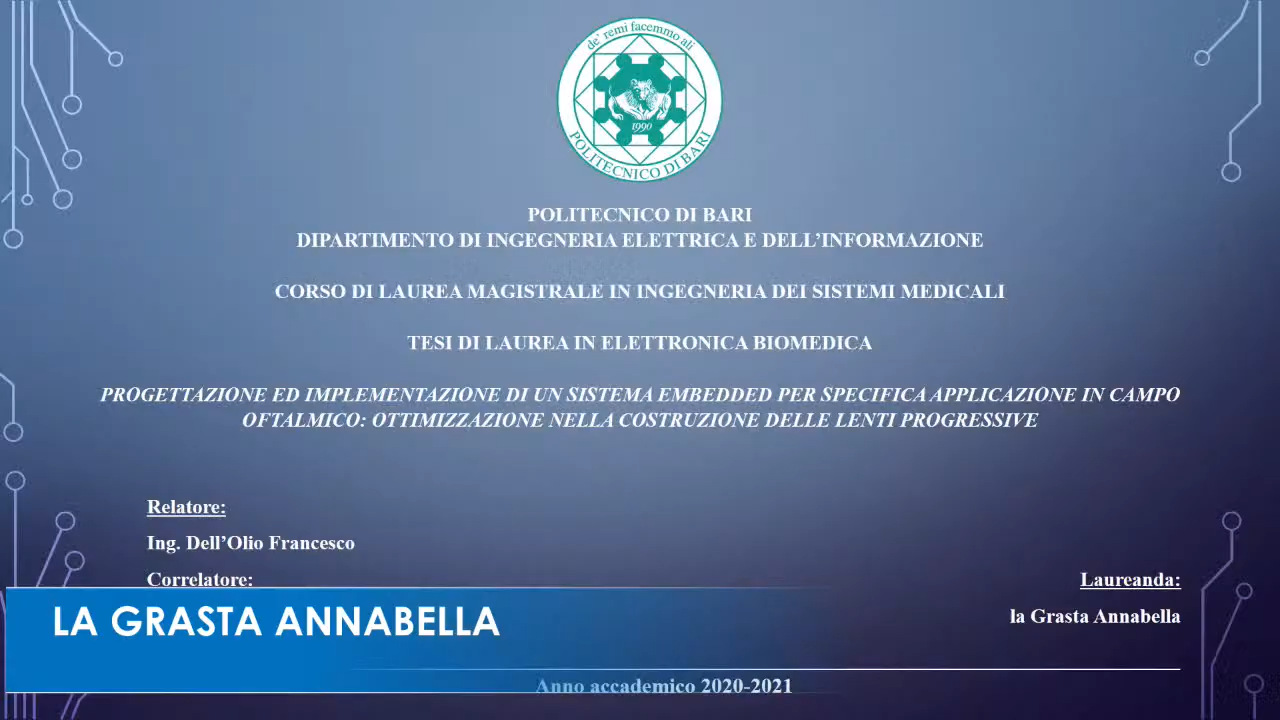 de' remi facemmo ali
1990
POLITECNICO DI BARI
POLITECNICO DI BARI
DIPARTIMENTO DI INGEGNERIA ELETTRICA E DELL'INFORMAZIONE
CORSO DI LAUREA MAGISTRALE IN INGEGNERIA DEI SISTEMI MEDICALI
TESI DI LAUREA IN ELETTRONICA BIOMEDICA
PROGETTAZIONE ED IMPLEMENTAZIONE DI UN SISTEMA EMBEDDED PER SPECIFICA APPLICAZIONE IN CAMPO
OFTALMICO: OTTIMIZZAZIONE NELLA COSTRUZIONE DELLE LENTI PROGRESSIVE
Relatore:
Ing. Dell'Olio Francesco
Correlatore:
Laureanda:
la Grasta Annabella
LA GRASTA ANNABELLA
Anno accademico 2020-2021